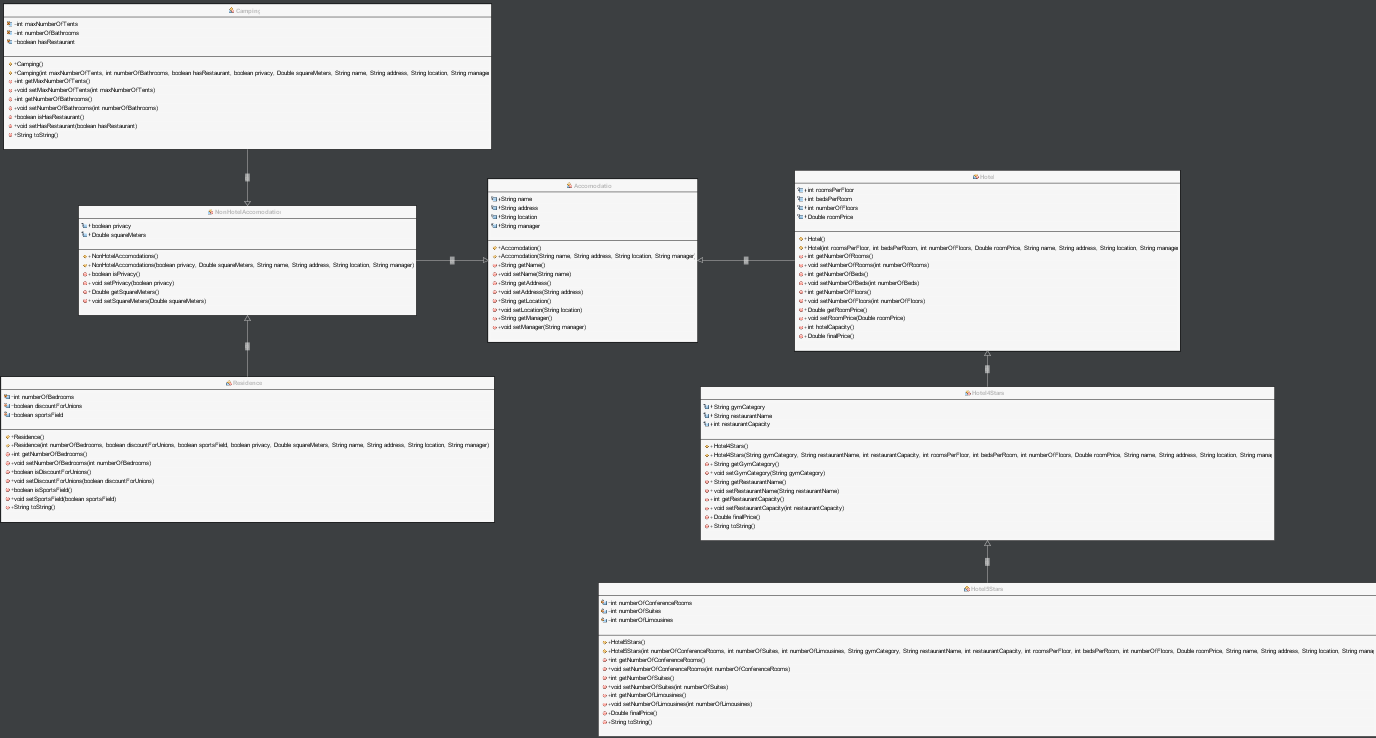 Camping
-int maxNumberOfTents
-int numberOfBathrooms
-boolean hasRestaurant
+Camping()
+Camping(int maxNumberOfTents, int numberOfBathrooms, boolean hasRestaurant, boolean privacy, Double squareMeters, String name, String address, String location, String manager
+int getMaxNumberOfTents()
+void setMaxNumberOfTents(int maxNumberOfTents)
+int getNumberOfBathrooms()
+void setNumberOfBathrooms(int numberOfBathrooms)
+boolean isHasRestaurant()
+void setHasRestaurant(boolean hasRestaurant)
+String toString()
NonHotelAccomodation
boolean privacy
Double squareMeters
+NonHotelAccomodations()
+NonHotelAccomodations(boolean privacy, Double squareMeters, String name, String address, String location, String manager)
+boolean isPrivacy()
+void setPrivacy(boolean privacy)
+Double getSquareMeters()
+void setSquareMeters(Double squareMeters)
Residence
-int numberOfBedrooms
-boolean discountForUnions
-boolean sportsField
+Residence()
+Residence(int numberOfBedrooms, boolean discountForUnions, boolean sportsField, boolean privacy, Double squareMeters, String name, String address, String location, String manager)
+int getNumberOfBedrooms()
+void setNumberOfBedrooms(int numberOfBedrooms)
+boolean isDiscountForUnions()
+void setDiscountForUnions(boolean discountForUnions)
+boolean isSportsField()
+void setSportsField(boolean sportsField)
+String toString()
Accomodatio
String name
String address
String location
String manager
+Accomodation()
+Accomodation(String name, String address, String location, String manager
+String getName()
+void setName(String name)
+String getAddress()
+void setAddress(String address)
+String getLocation()
+void setLocation(String location)
+String getManager()
+void setManager(String manager)
Hotel
int roomsPerFloor
int bedsPerRoom
int numberOfFloors
Double roomPrice
+Hotel()
+Hotel(int roomsPerFloor, int bedsPerRoom, int numberOfFloors, Double roomPrice, String name, String address, String location, String manage
+int getNumberOfRooms()
+void setNumberOfRooms(int numberOfRooms)
+int getNumberOfBeds()
+void setNumberOfBeds(int numberOfBeds)
+int getNumberOfFloors()
+void setNumberOfFloors(int numberOfFloors)
+Double getRoomPrice()
+void setRoomPrice(Double roomPrice)
+int hotelCapacity()
+Double finalPrice()
Hotel4Stars
String gymCategory
String restaurantName
int restaurantCapacity
+Hotel4Stars()
+Hotel4Stars(String gymCategory, String restaurantName, int restaurantCapacity, int roomsPerFloor, int bedsPerRoom, int numberOfFloors, Double roomPrice, String name, String address, String location, String mana
+String getGymCategory()
+void setGymCategory(String gymCategory)
+String getRestaurantName()
+void setRestaurantName(String restaurantName)
+int getRestaurantCapacity()
+void setRestaurantCapacity(int restaurantCapacity)
+Double finalPrice()
+String toString()
Hotel5Stars
-int numberOfConferenceRooms
-int numberOfSuites
-int numberOfLimousines
+Hotel5Stars()
+Hotel5Stars(int numberOfConferenceRooms, int numberOfSuites, int numberOfLimousines, String gymCategory, String restaurantName, int restaurantCapacity, int roomsPerFloor, int bedsPerRoom, int numberOfFloors, Double roomPrice, String name, String address, String location, String mana
+int getNumberOfConferenceRooms()
+void setNumberOfConferenceRooms(int numberOfConferenceRooms)
+int getNumberOfSuites()
+void setNumberOfSuites(int numberOfSuites)
+int getNumberOfLimousines()
+void setNumberOfLimousines(int numberOfLimousines)
+Double finalPrice()
+String toString()